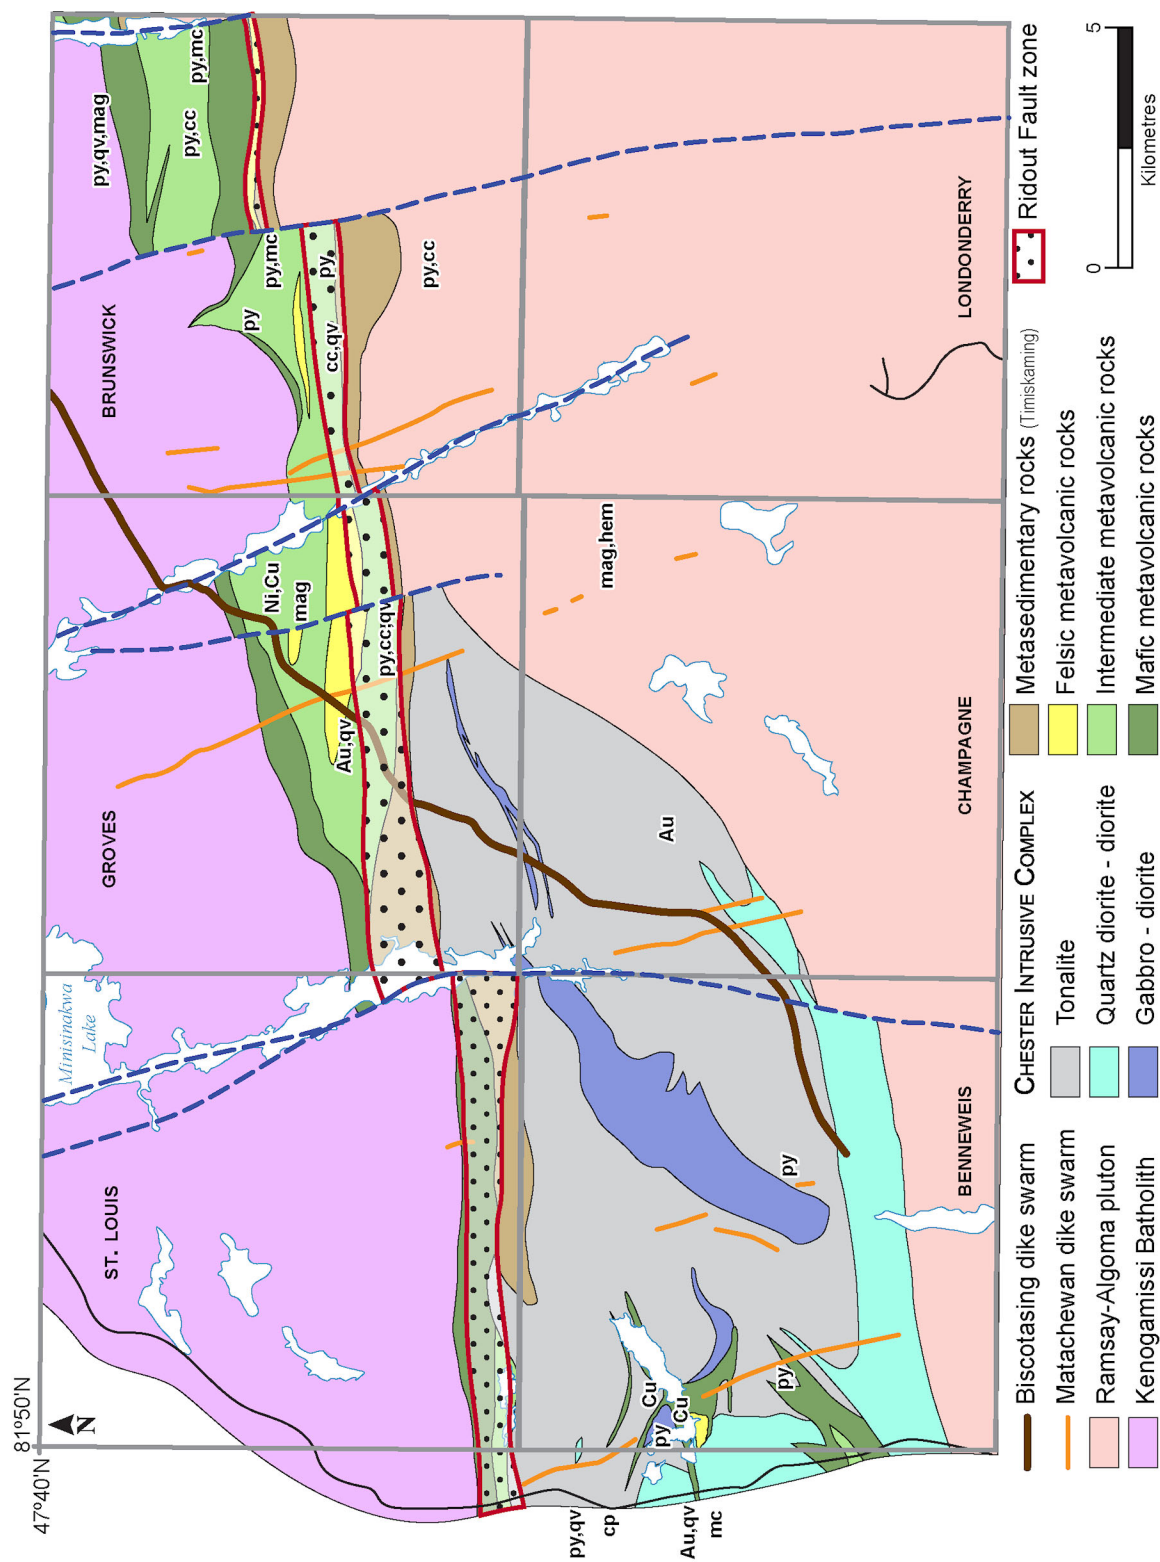 81°50'N
47°40'N
N
ST. LOUIS
Minisinakwa
Lake
GROVES
BRUNSWICK
py,qv,mag
py,cc
py,mc
py,mc
py
py
cc,qv
py,cc
Ni,Cu
mag
Au,qv
py,cc,qv
mag,hem
Au
py
Cu
Cu
py
py
py,qv
cp
Au,qv
mc
BENNEWEIS
CHAMPAGNE
LONDONDERRY
Biscotasing dike swarm
Matachewan dike swarm
Ramsay-Algoma pluton
Kenogamissi Batholith
CHESTER INTRUSIVE COMPLEX
Tonalite
Quartz diorite - diorite
Gabbro - diorite
Metasedimentary rocks (Timiskaming)
Felsic metavolcanic rocks
Intermediate metavolcanic rocks
Mafic metavolcanic rocks
Ridout Fault zone
0 5
Kilometres